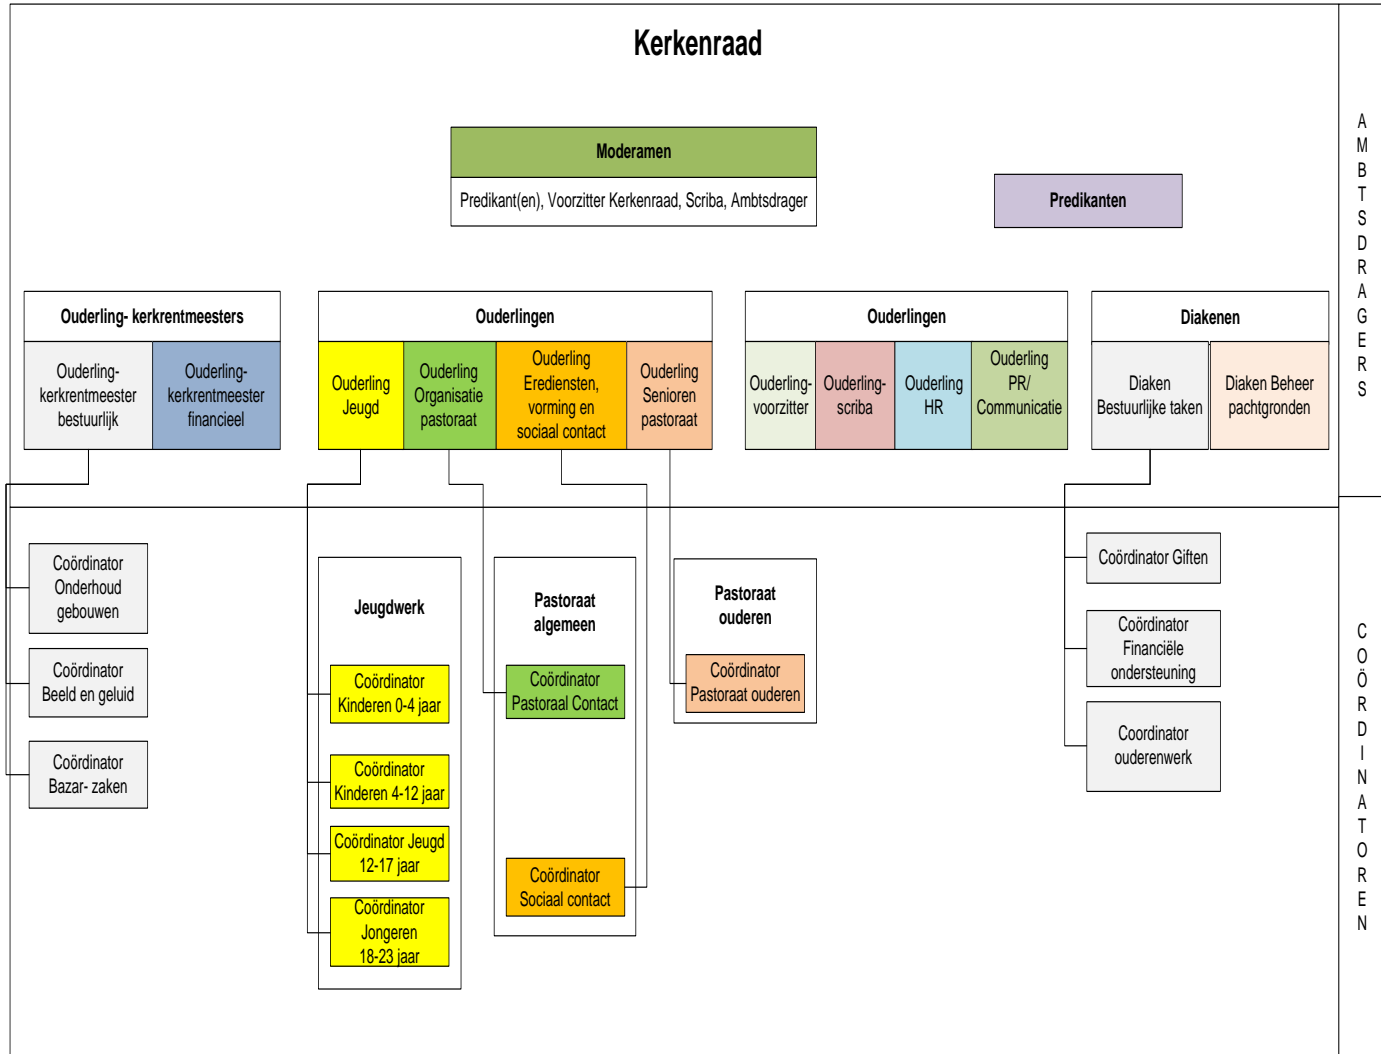 Kerkenraad
Moderamen
Predikant(en), Voorzitter Kerkenraad, Scriba, Ambtsdrager
Predikanten
Ouderling- kerkrentmeesters
Ouderling-
kerkrentmeester
bestuurlijk
Ouderling-
kerkrentmeester
financieel
Ouderlingen
Ouderling
Jeugd
Ouderling
Organisatie
pastoraat
Ouderling
Erediensten,
vorming en
sociaal contact
Ouderling
Senioren
pastoraat
Ouderlingen
Ouderling-
voorzitter
Ouderling-
scriba
Ouderling
HR
Ouderling
PR/
Communicatie
Diakenen
Diaken
Bestuurlijke taken
Diaken Beheer
pachtgronden
AMBTSDRAGERS
Coördinator
Onderhoud
gebouwen
Coördinator
Beeld en geluid
Coördinator
Bazar- zaken
Jeugdwerk
Coördinator
Kinderen 0-4 jaar
Coördinator
Kinderen 4-12 jaar
Coördinator Jeugd
12-17 jaar
Coördinator
Jongeren
18-23 jaar
Pastoraat
algemeen
Coördinator
Pastoraal Contact
Coördinator
Sociaal contact
Pastoraat
ouderen
Coördinator
Pastoraat ouderen
Coördinator Giften
Coördinator
Financiële
ondersteuning
Coordinator
ouderenwerk
COÖRDINATOREN